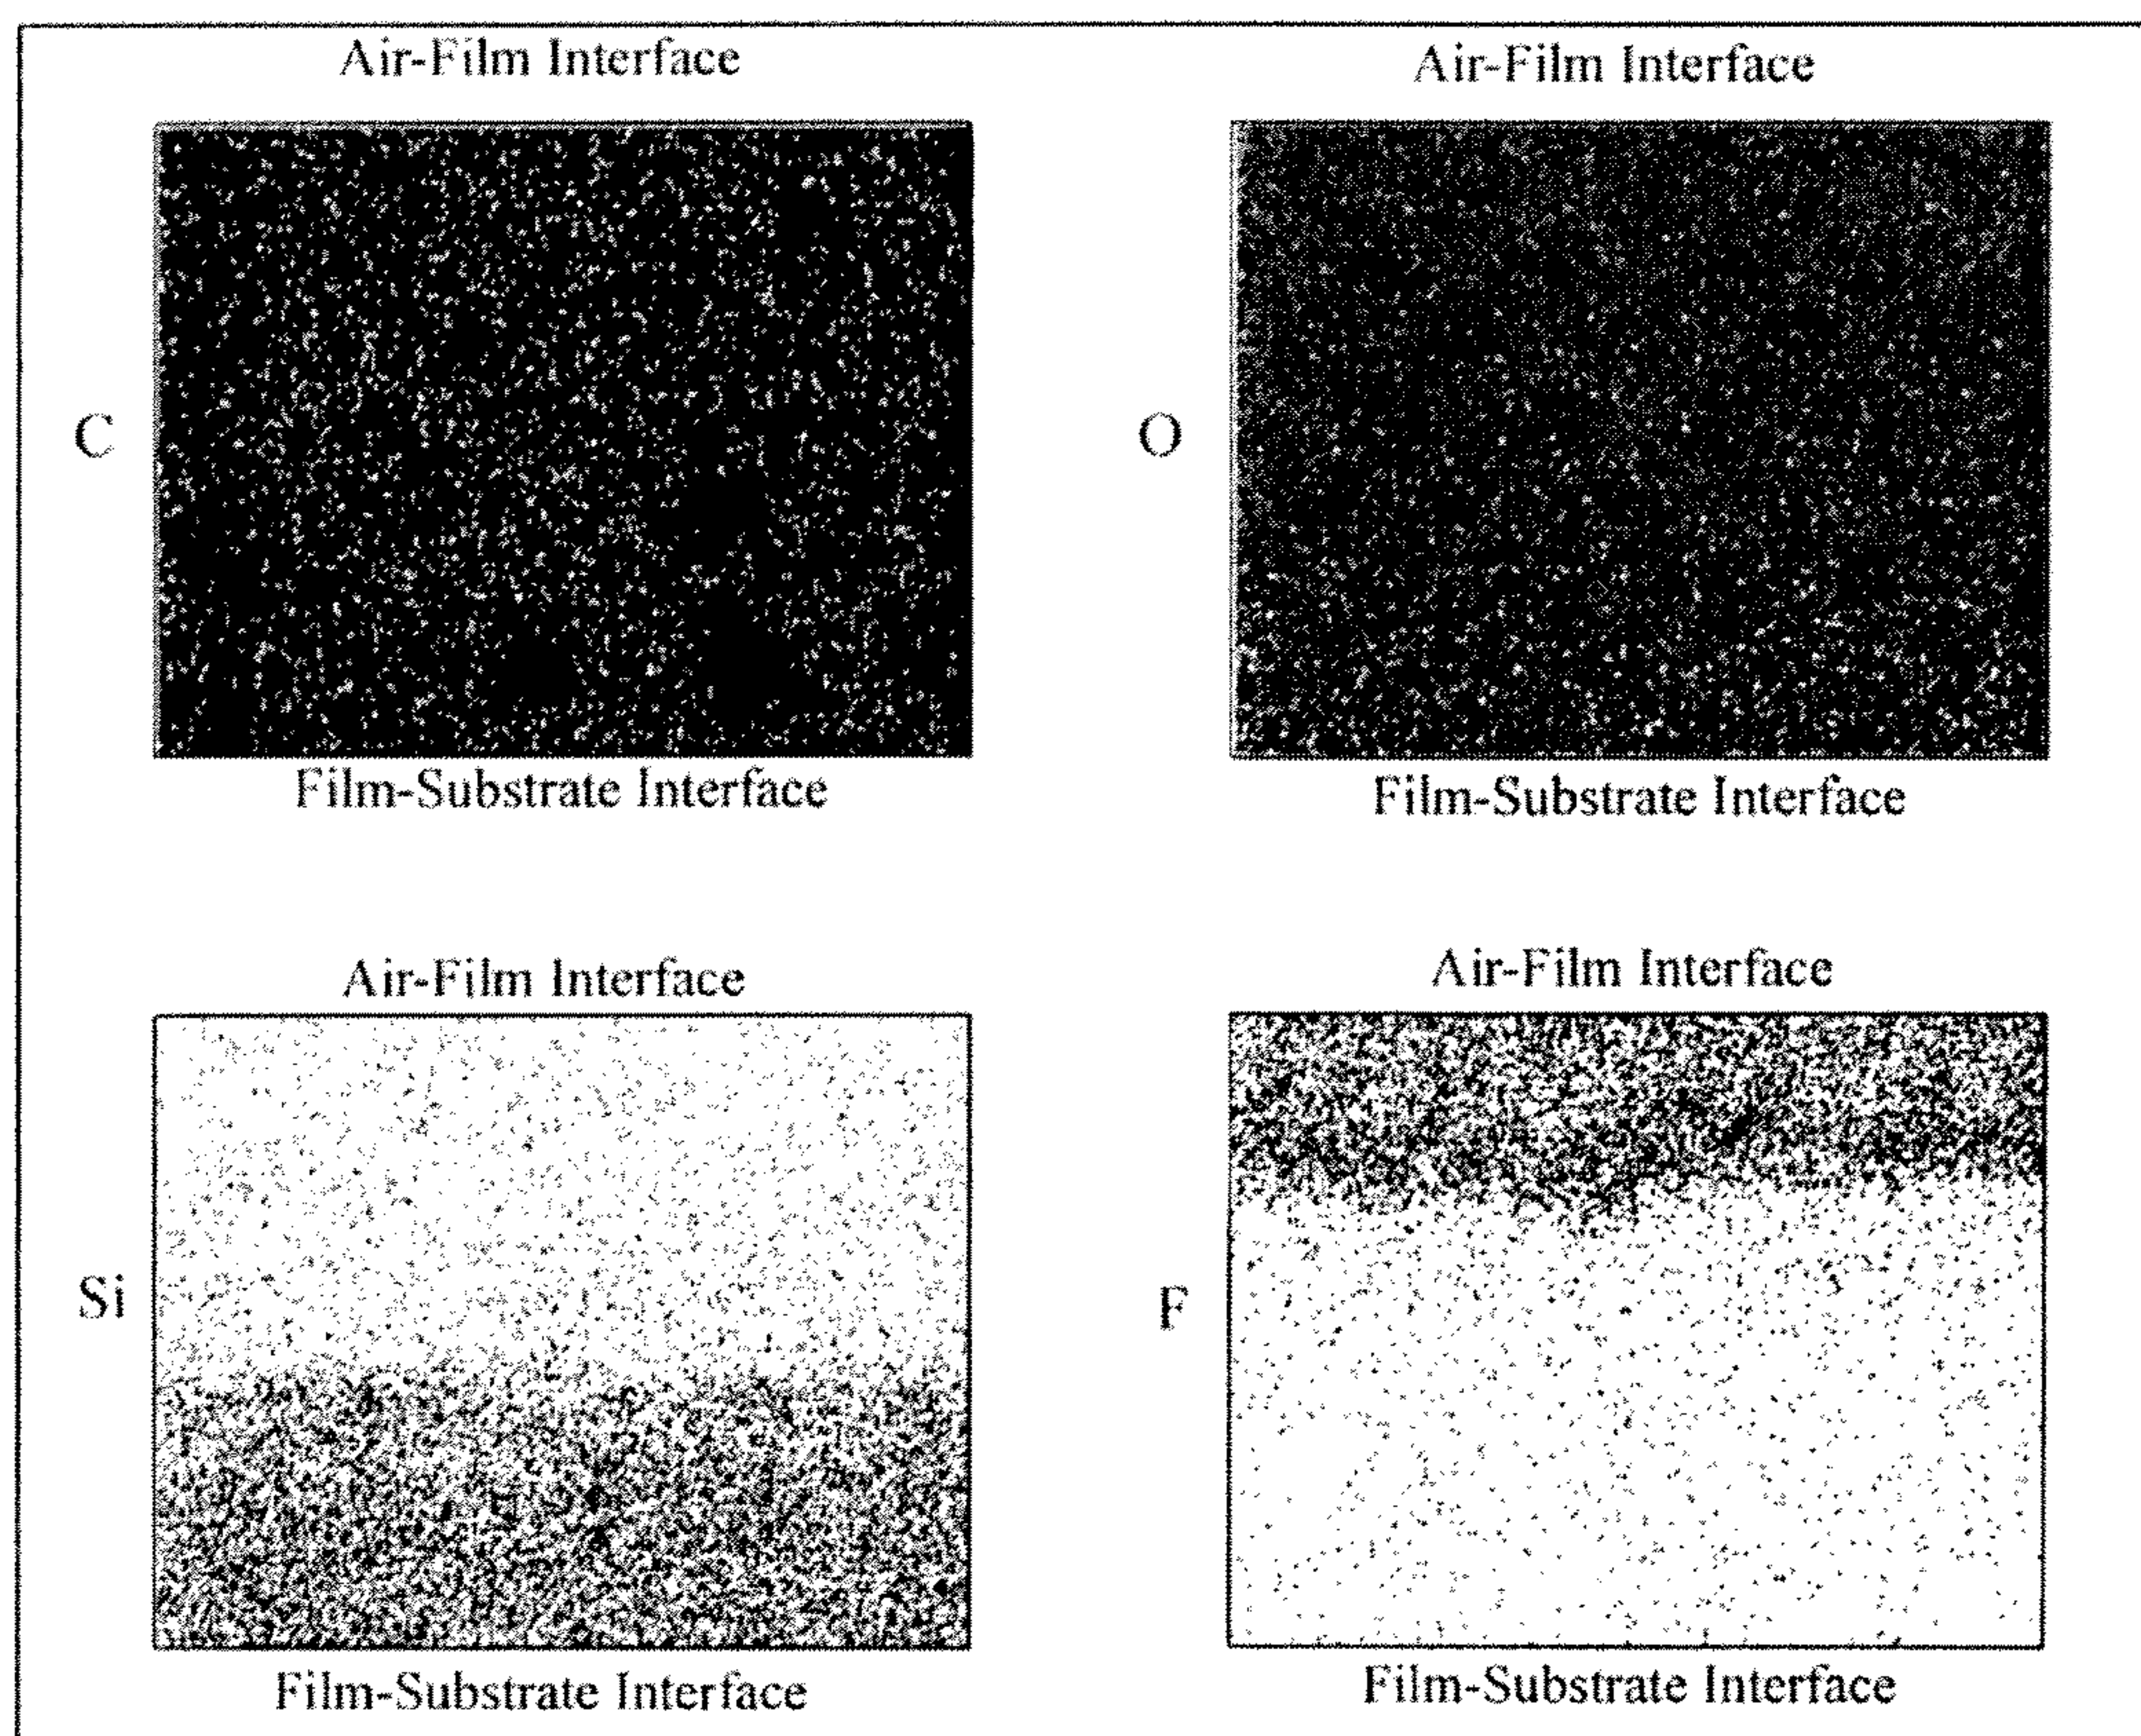 Air-Film Interface
Air-Film Interface
C
O
Film-Substrate Interface
Film-Substrate Interface
Air-Film Interface
Air-Film Interface
Si
F
Film-Substrate Interface
Film-Substrate Interface